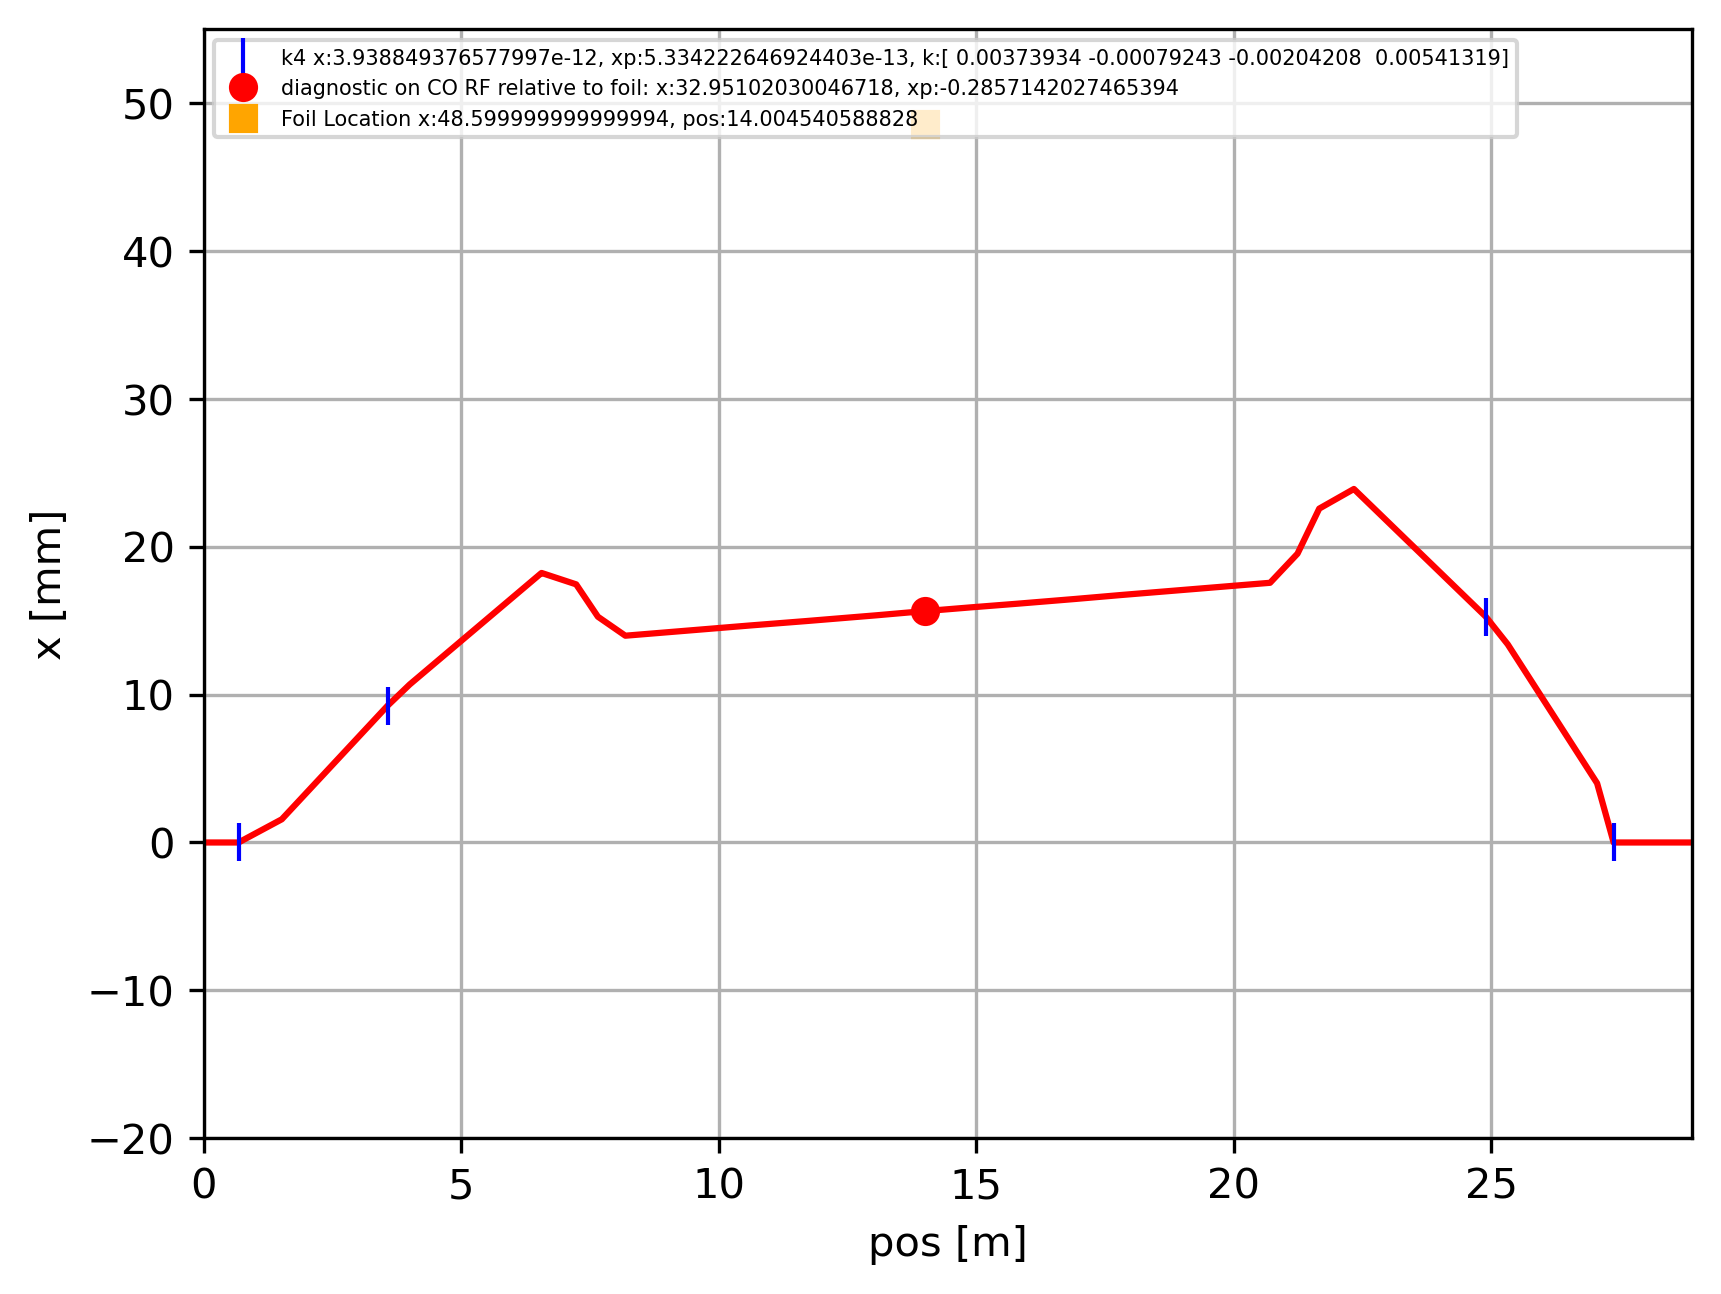 k4 x:3.938849376577997e-12, xp:5.334222646924403e-13, k:[ 0.00373934 -0.00079243 -0.00204208  0.00541319]
diagnostic on CO RF relative to foil: x:32.95102030046718, xp:-0.2857142027465394
Foil Location x:48.599999999999994, pos:14.004540588828
50
40
30
20
10
0
−10
−20
x [mm]
0 5 10 15 20 25
pos [m]